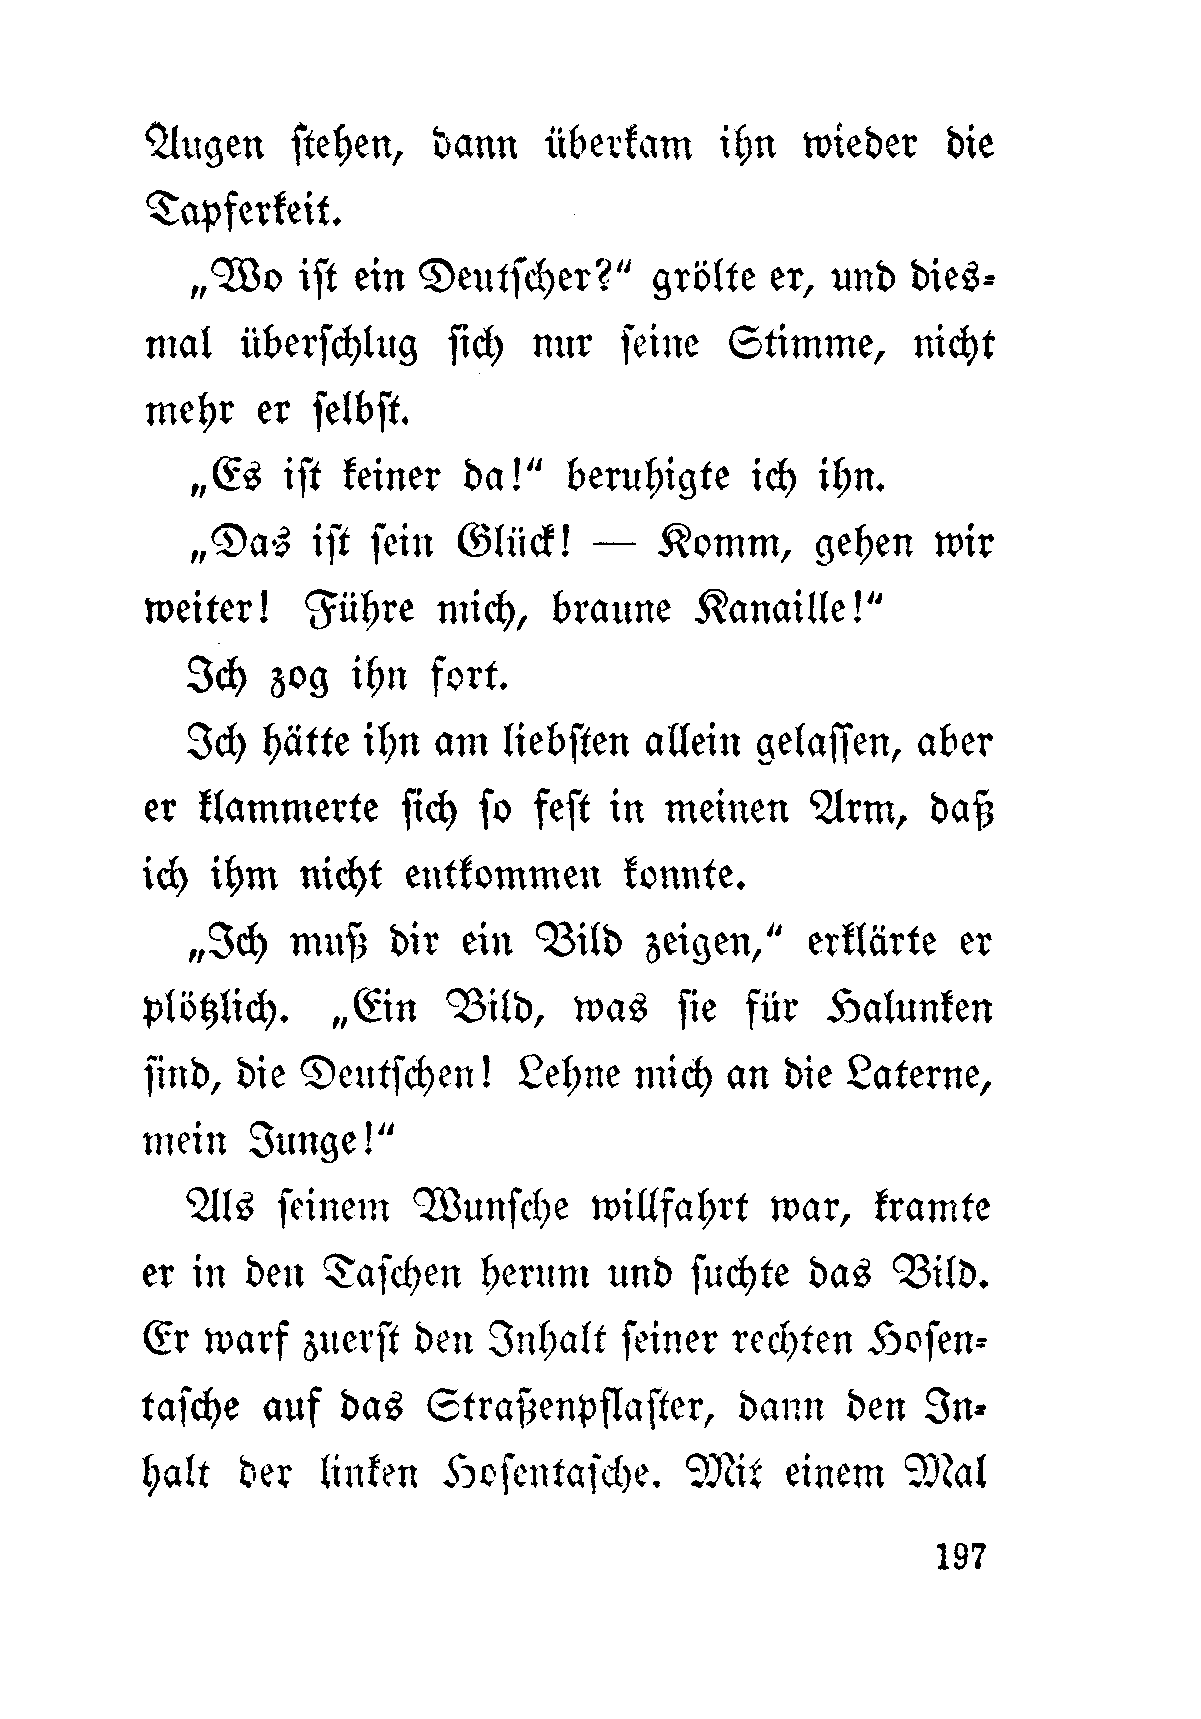 Augen stehen, dann überkam ihn wieder die
Tapferkeit.
„Wo ist ein Deutscher?“ grölte er, und dies-
mal überschlug sich nur seine Stimme, nicht
mehr er selbst.
„Es ist keiner da!“ beruhigte ich ihn.
„Das ist sein Glück! — Komm, gehen wir
weiter! Führe mich, braune Kanaille!“
Ich zog ihn fort.
Ich hätte ihn am liebsten allein gelassen, aber
er klammerte sich so fest in meinen Arm, daß
ich ihm nicht entkommen konnte.
„Ich muß dir ein Bild zeigen,“ erklärte er
plötzlich. „Ein Bild, was sie für Halunken
sind, die Deutschen! Lehne mich an die Laterne,
mein Junge!“
Als seinem Wunsche willfahrt war, kramte
er in den Taschen herum und suchte das Bild.
Er warf zuerst den Inhalt seiner rechten Hosen-
tasche auf das Straßenpflaster, dann den In-
halt der linken Hosentasche. Mit einem Mal
197